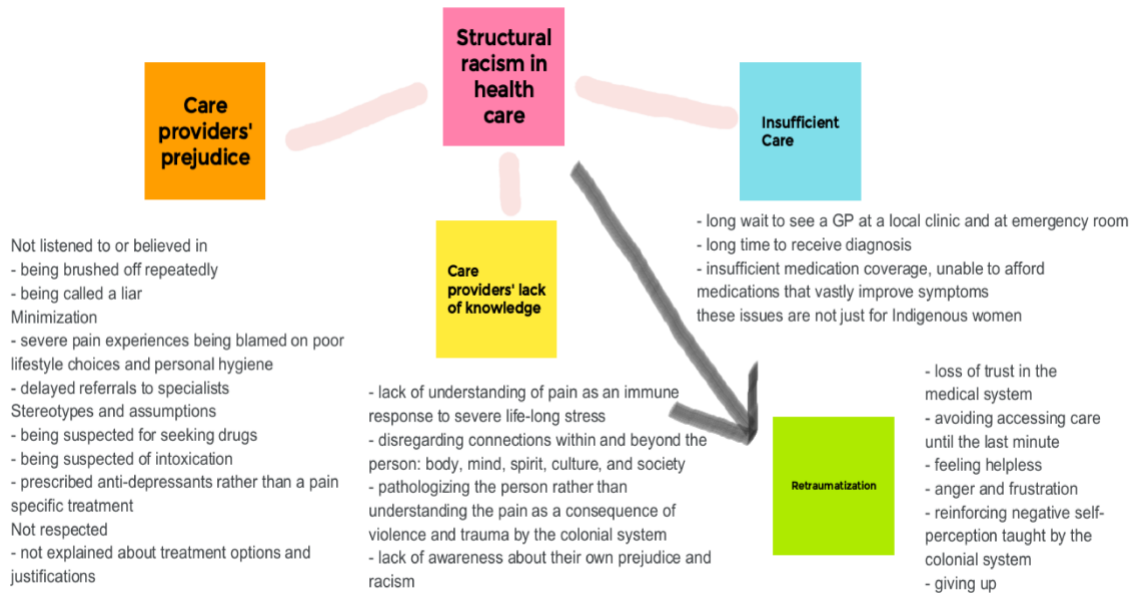 Structural
racism in
health
care
Care
providers'
prejudice
Not listened to or believed in
- being brushed off repeatedly
- being called a liar
Minimization
- severe pain experiences being blamed on poor
lifestyle choices and personal hygiene
- delayed referrals to specialists
Stereotypes and assumptions
- being suspected for seeking drugs
- being suspected of intoxication
- prescribed anti-depressants rather than a pain
specific treatment
Not respected
- not explained about treatment options and
justifications
Care
providers' lack
of knowledge
- lack of understanding of pain as an immune
response to severe life-long stress
- disregarding connections within and beyond the
person: body, mind, spirit, culture, and society
- pathologizing the person rather than
understanding the pain as a consequence of
violence and trauma by the colonial system
- lack of awareness about their own prejudice and
racism
Insufficient
Care
- long wait to see a GP at a local clinic and at emergency room
- long time to receive diagnosis
- insufficient medication coverage, unable to afford
medications that vastly improve symptoms
these issues are not just for Indigenous women
Retraumatization
- loss of trust in the
medical system
- avoiding accessing care
until the last minute
- feeling helpless
- anger and frustration
- reinforcing negative self-
perception taught by the
colonial system
- giving up